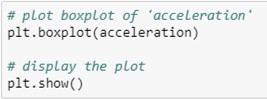 # plot boxplot of 'acceleration'
plt.boxplot(acceleration)
# display the plot
plt.show()